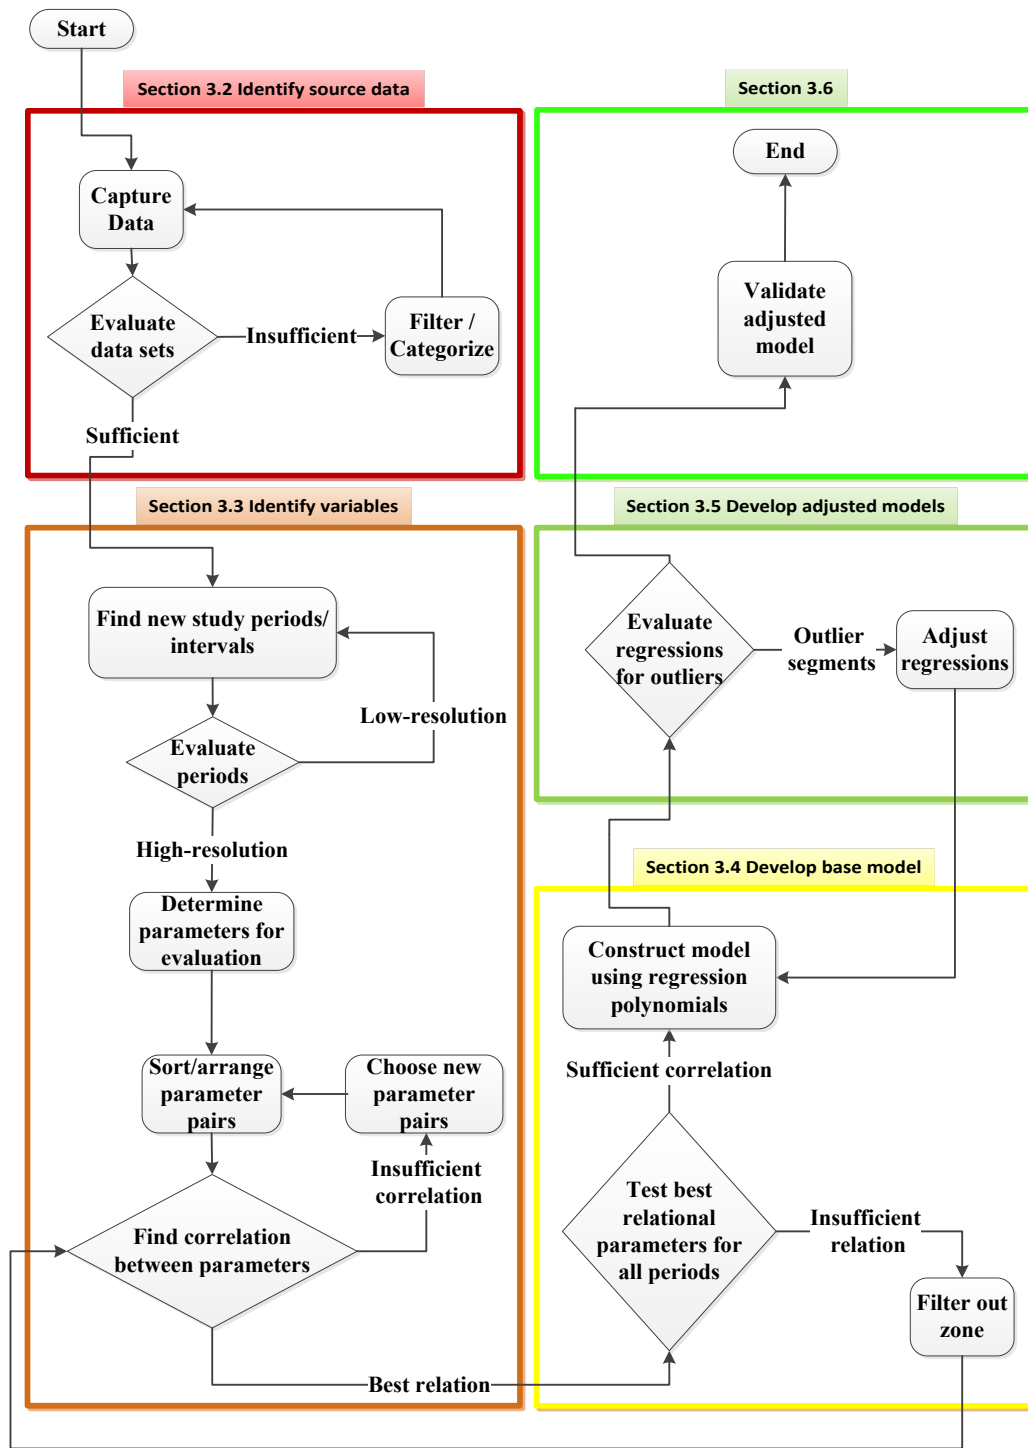 Start
Section 3.2 Identify source data
Capture
Data
Evaluate
data sets
Insufficient
Filter /
Categorize
Sufficient
Section 3.3 Identify variables
Find new study periods/
intervals
Low-resolution
Evaluate
periods
High-resolution
Determine
parameters for
evaluation
Sort/arrange
parameter
pairs
Choose new
parameter
pairs
Insufficient
correlation
Find correlation
between parameters
Best relation
Section 3.6
End
Validate
adjusted
model
Section 3.5 Develop adjusted models
Evaluate
regressions
for outliers
Outlier
segments
Adjust
regressions
Section 3.4 Develop base model
Construct model
using regression
polynomials
Sufficient correlation
Test best
relational
parameters for
all periods
Insufficient
relation
Filter out
zone